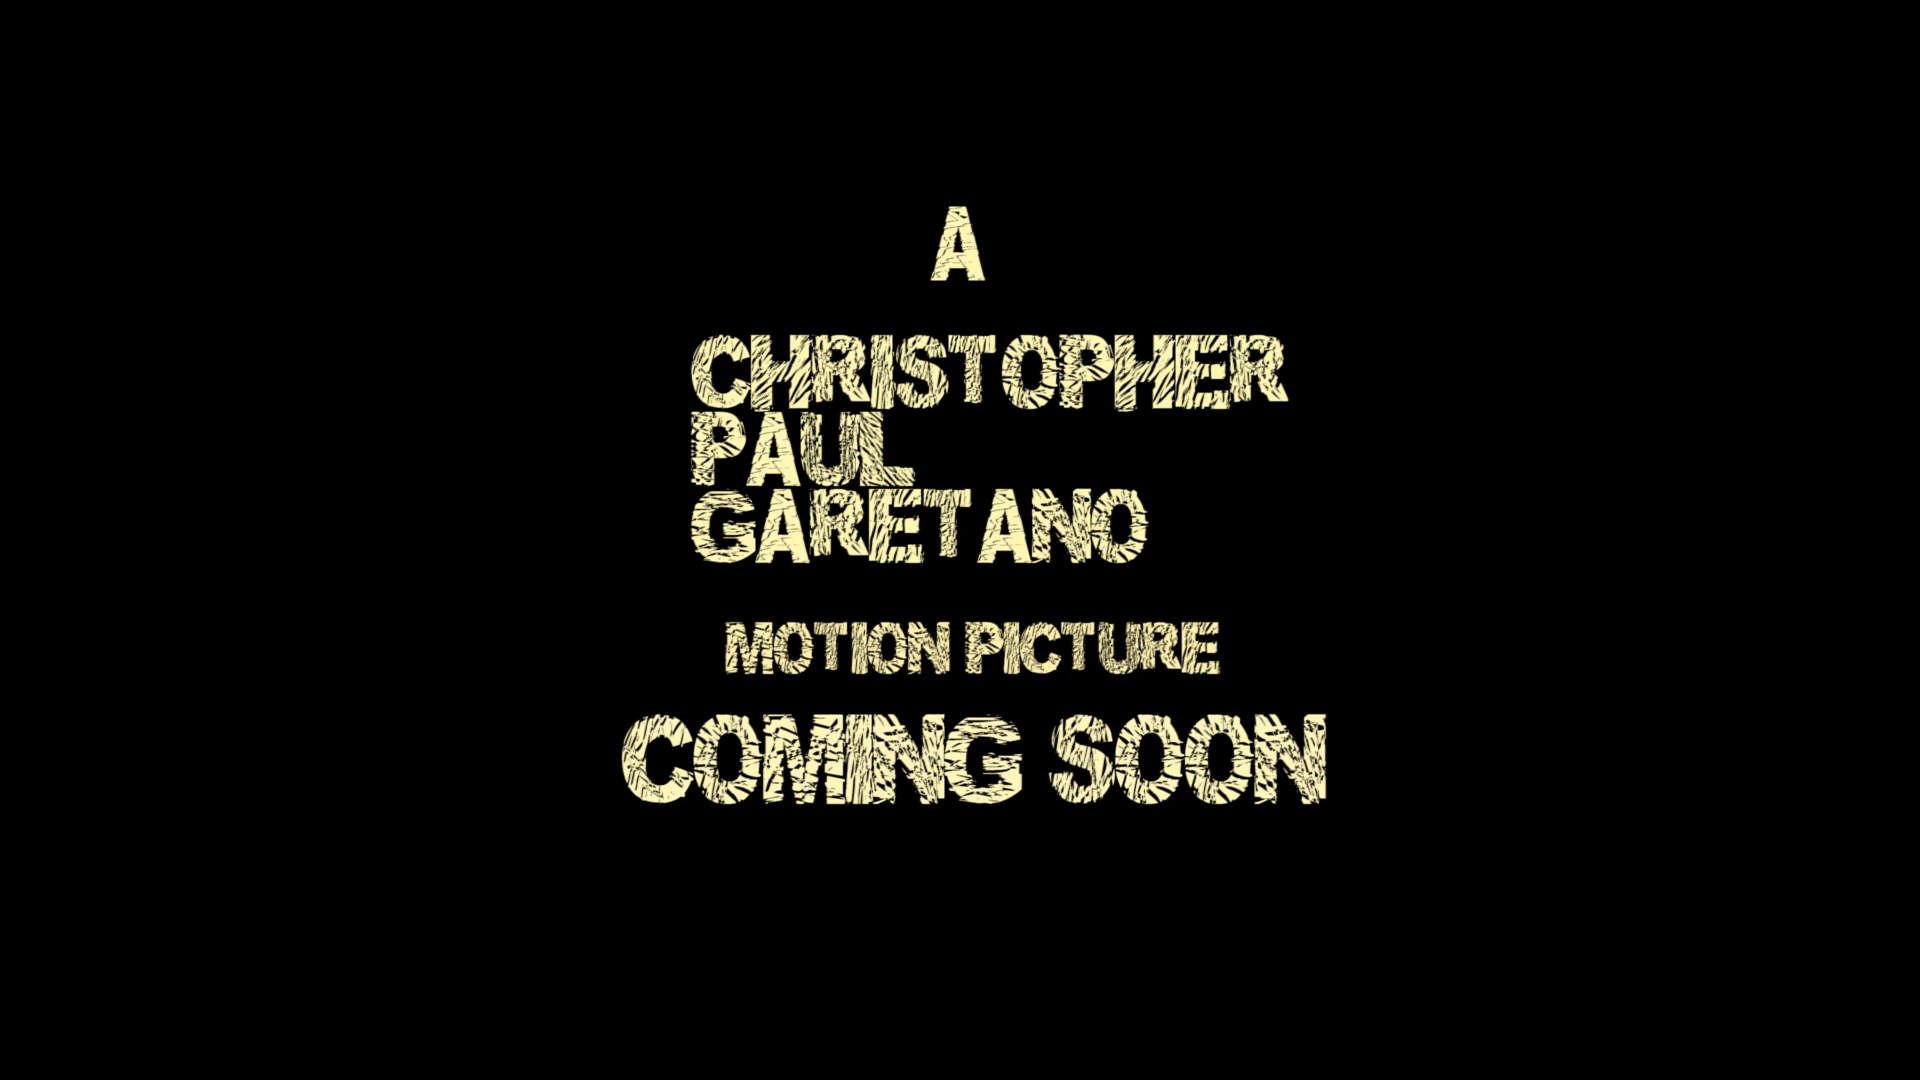 A
CHRISTOPHER
PAUL
GARETANO
MOTION PICTURE
COMING SOON